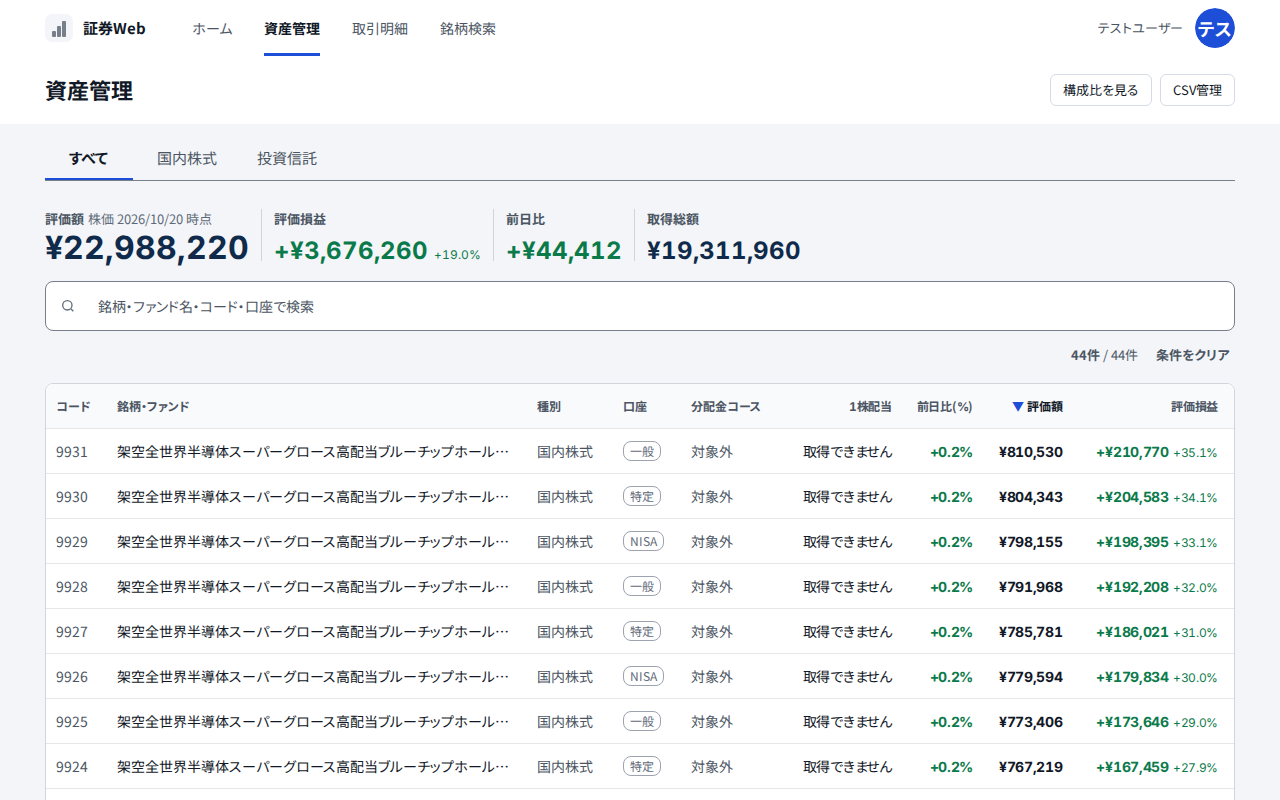 証券Web ホーム 資産管理 取引明細 銘柄検索 テストユーザー テス
資産管理 構成比を見る CSV管理
すべて 国内株式 投資信託
評価額 株価 2026/10/20 時点 評価損益 前日比 取得総額
¥22,988,220 +¥3,676,260 +19.0% +¥44,412 ¥19,311,960
銘柄・ファンド名・コード・口座で検索
44件 / 44件 条件をクリア
コード 銘柄・ファンド 種別 口座 分配金コース 1株配当 前日比(%) ▼ 評価額 評価損益
9931 架空全世界半導体スーパーグロース高配当ブルーチップホール… 国内株式 一般 対象外 取得できません +0.2% ¥810,530 +¥210,770 +35.1%
9930 架空全世界半導体スーパーグロース高配当ブルーチップホール… 国内株式 特定 対象外 取得できません +0.2% ¥804,343 +¥204,583 +34.1%
9929 架空全世界半導体スーパーグロース高配当ブルーチップホール… 国内株式 NISA 対象外 取得できません +0.2% ¥798,155 +¥198,395 +33.1%
9928 架空全世界半導体スーパーグロース高配当ブルーチップホール… 国内株式 一般 対象外 取得できません +0.2% ¥791,968 +¥192,208 +32.0%
9927 架空全世界半導体スーパーグロース高配当ブルーチップホール… 国内株式 特定 対象外 取得できません +0.2% ¥785,781 +¥186,021 +31.0%
9926 架空全世界半導体スーパーグロース高配当ブルーチップホール… 国内株式 NISA 対象外 取得できません +0.2% ¥779,594 +¥179,834 +30.0%
9925 架空全世界半導体スーパーグロース高配当ブルーチップホール… 国内株式 一般 対象外 取得できません +0.2% ¥773,406 +¥173,646 +29.0%
9924 架空全世界半導体スーパーグロース高配当ブルーチップホール… 国内株式 特定 対象外 取得できません +0.2% ¥767,219 +¥167,459 +27.9%